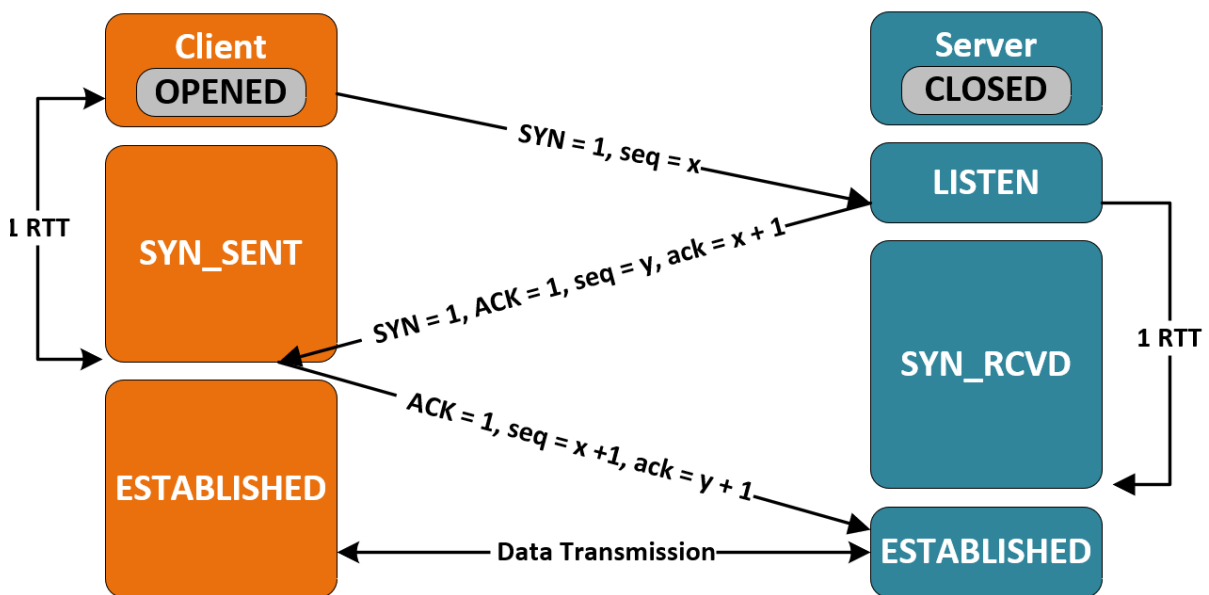 Client
OPENED
Server
CLOSED
SYN = 1, seq = x
LISTEN
1 RTT
SYN_SENT
SYN = 1, ACK = 1, seq = y, ack = x + 1
1 RTT
SYN_RCVD
ACK = 1, seq = x +1, ack = y + 1
ESTABLISHED
Data Transmission
ESTABLISHED